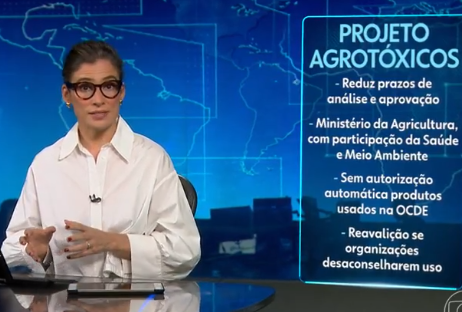 PROJETO
AGROTÓXICOS
- Reduz prazos de
análise e aprovação
- Ministério da Agricultura,
com participação da Saúde
e Meio Ambiente
- Sem autorização
automática produtos
usados na OCDE
- Reavalição se
organizações
desaconselharem uso